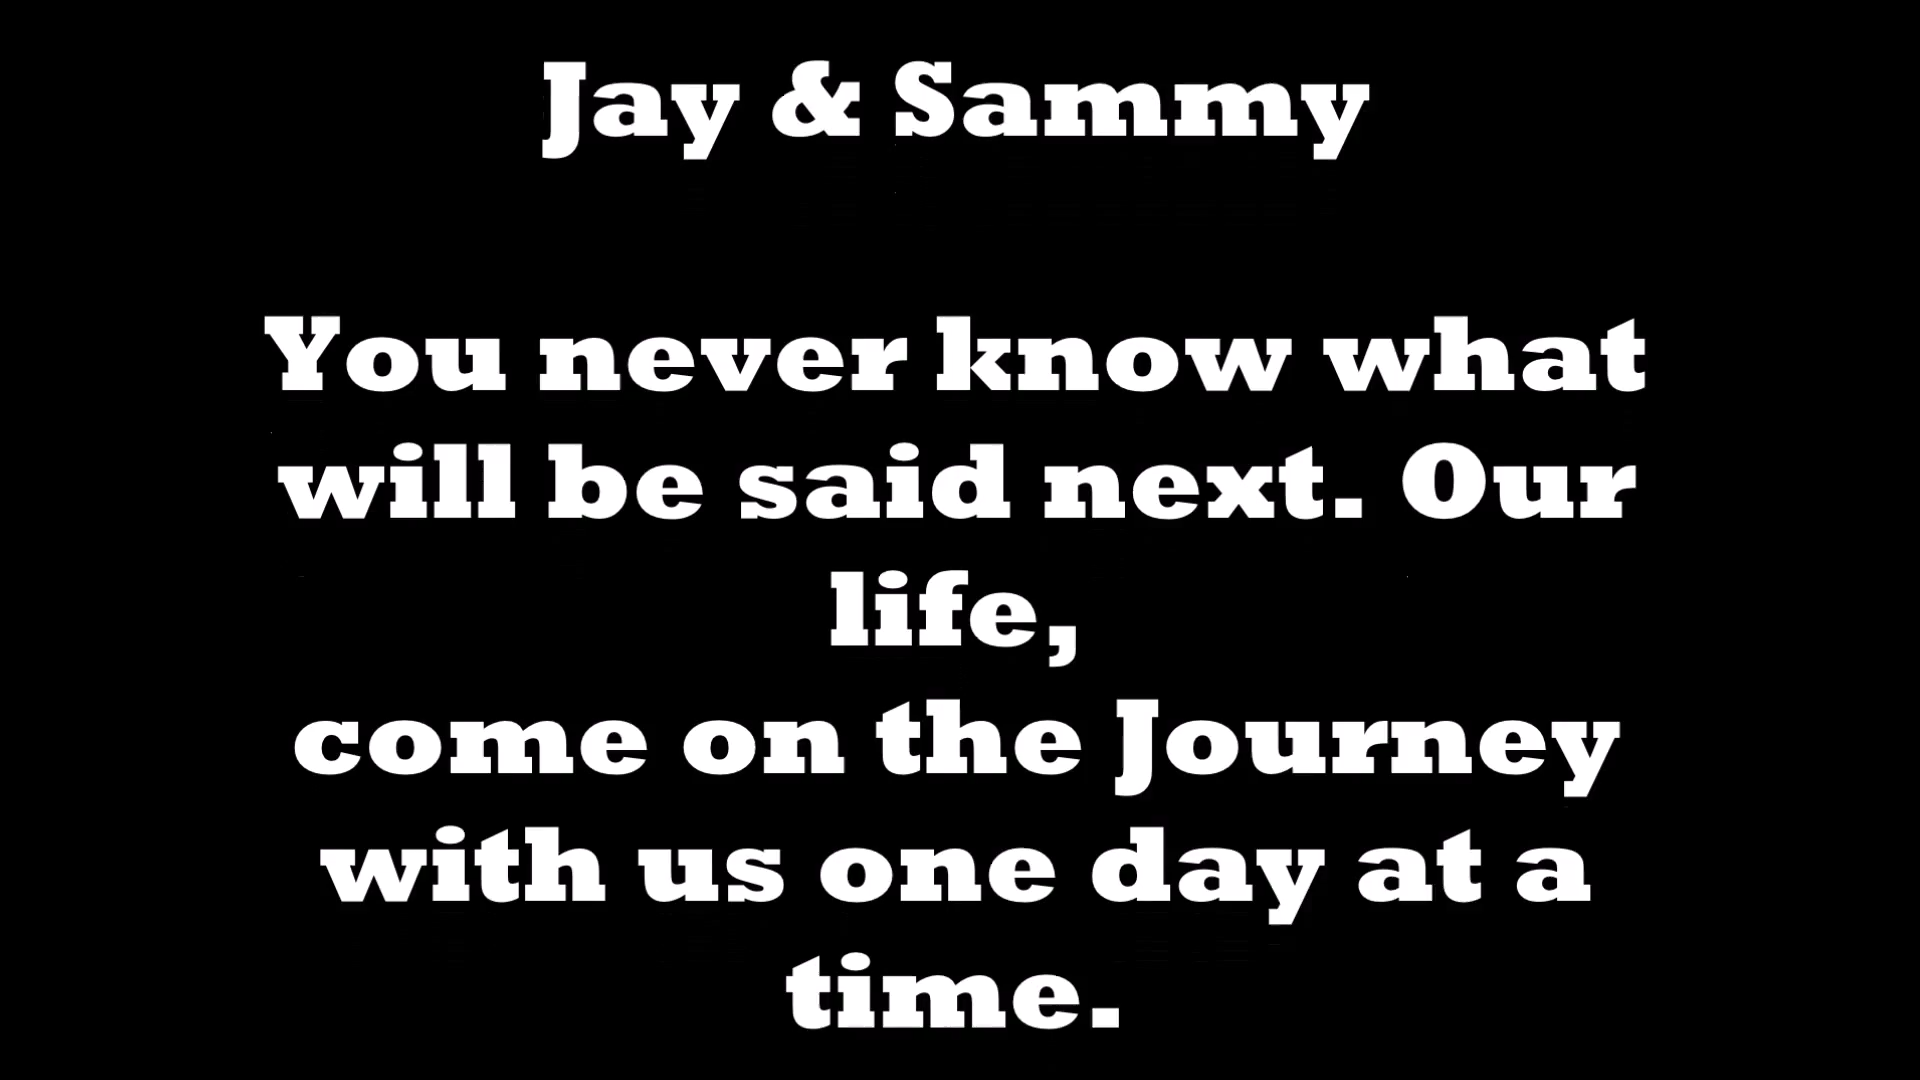 Jay & Sammy
You never know what
will be said next. Our
life,
come on the Journey
with us one day at a
time.